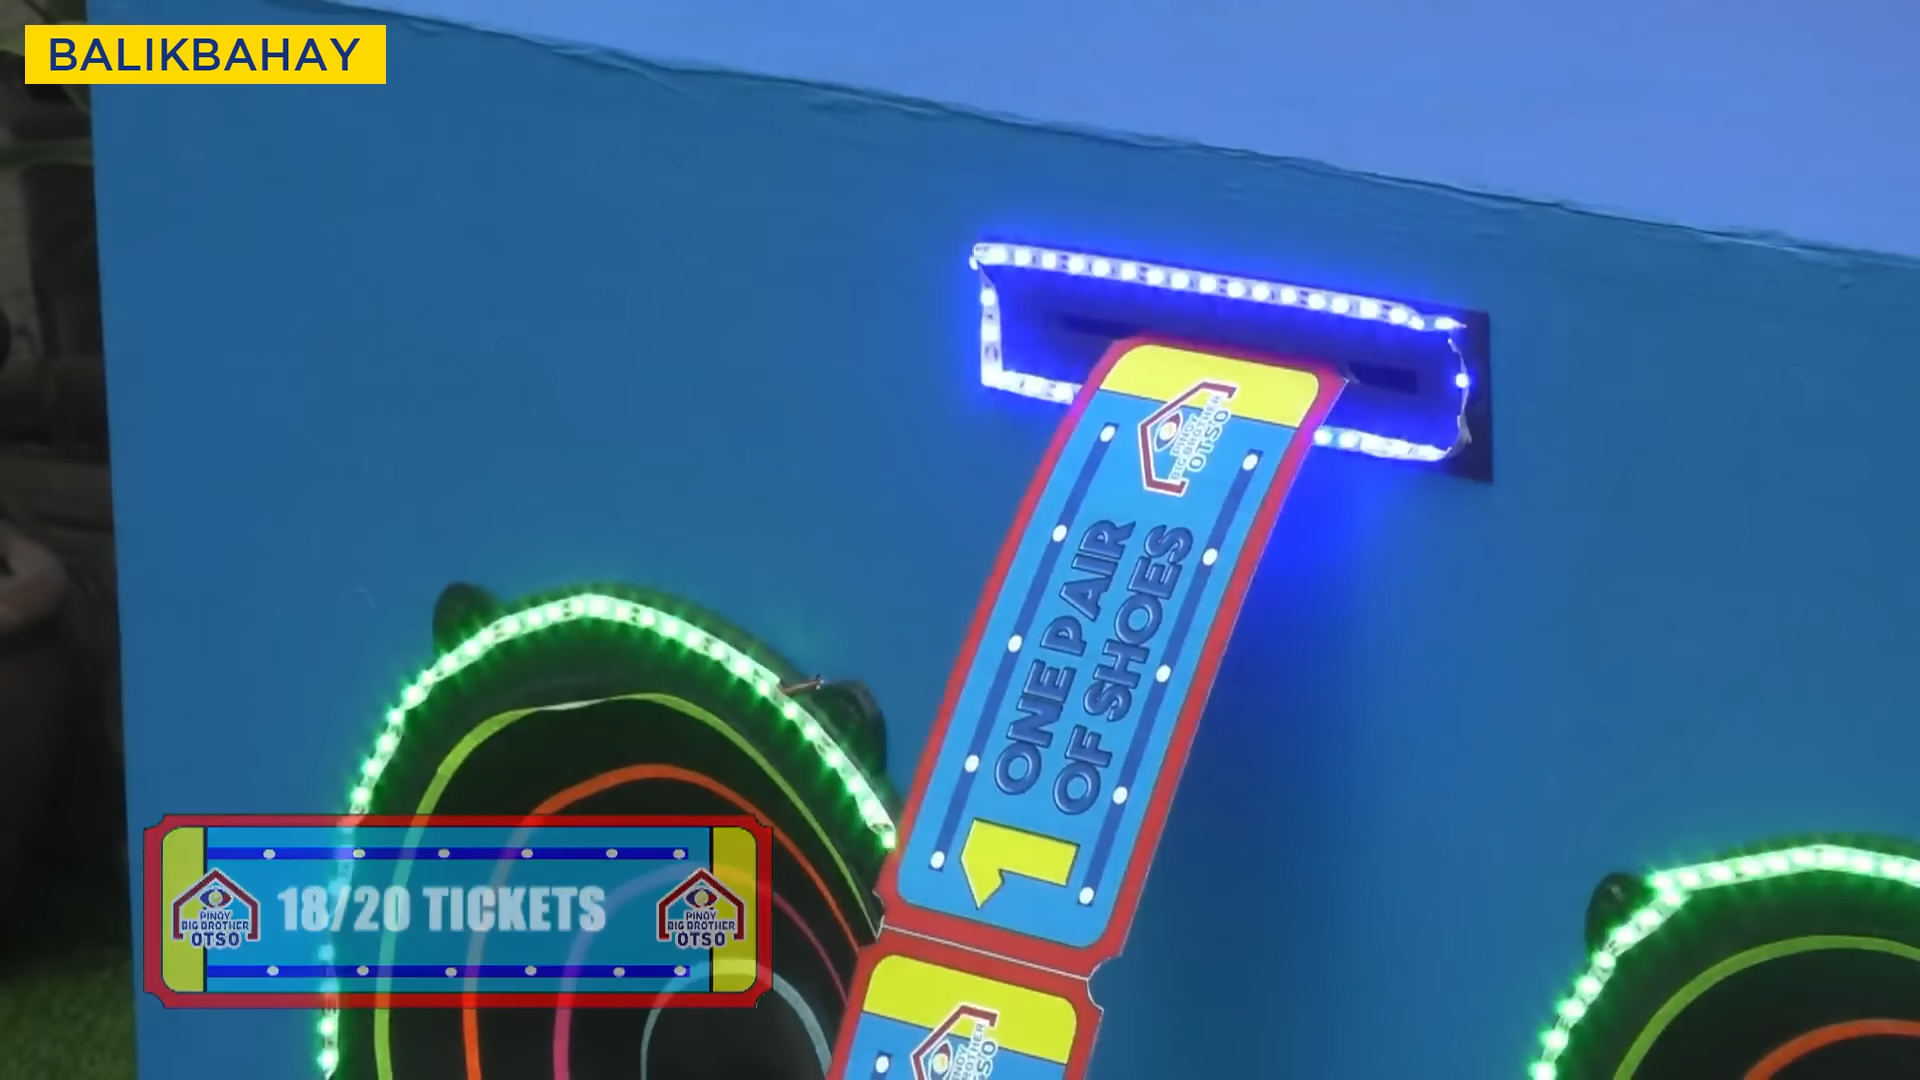 BALIKBAHAY
PINOY
BIG BROTHER
OTSO
ONE PAIR
OF SHOES
1
PINOY
BIG BROTHER
OTSO
18/20 TICKETS
PINOY
BIG BROTHER
OTSO